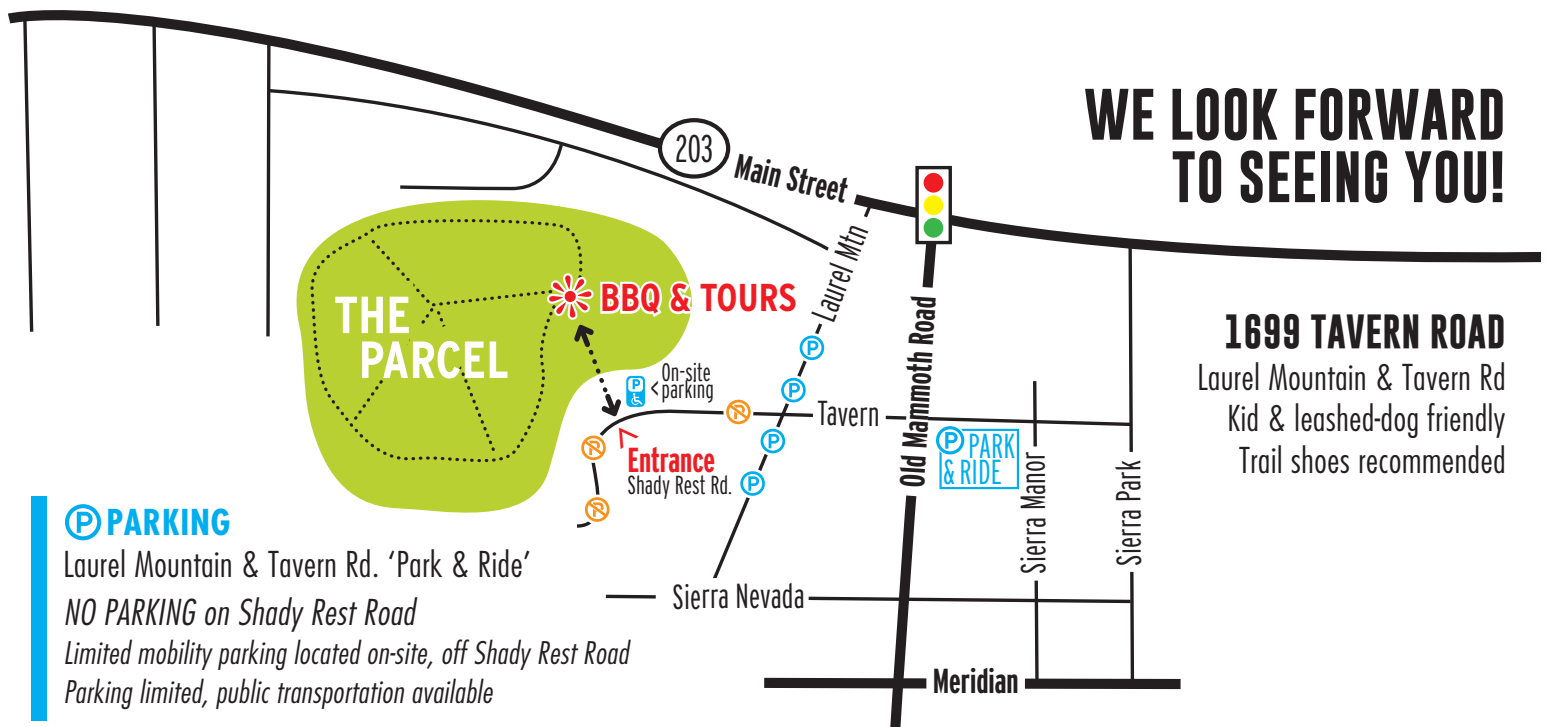 WE LOOK FORWARD
TO SEEING YOU!
203
Main Street
Laurel Mtn
Old Mammoth Road
THE
PARCEL
BBQ & TOURS
P
On-site
parking
<
P
P
P
P
P
P
P
Tavern
Entrance
Shady Rest Rd.
P PARK
& RIDE
Sierra Manor
Sierra Park
Sierra Nevada
Meridian
1699 TAVERN ROAD
Laurel Mountain & Tavern Rd
Kid & leashed-dog friendly
Trail shoes recommended
P PARKING
Laurel Mountain & Tavern Rd. ‘Park & Ride’
NO PARKING on Shady Rest Road
Limited mobility parking located on-site, off Shady Rest Road
Parking limited, public transportation available